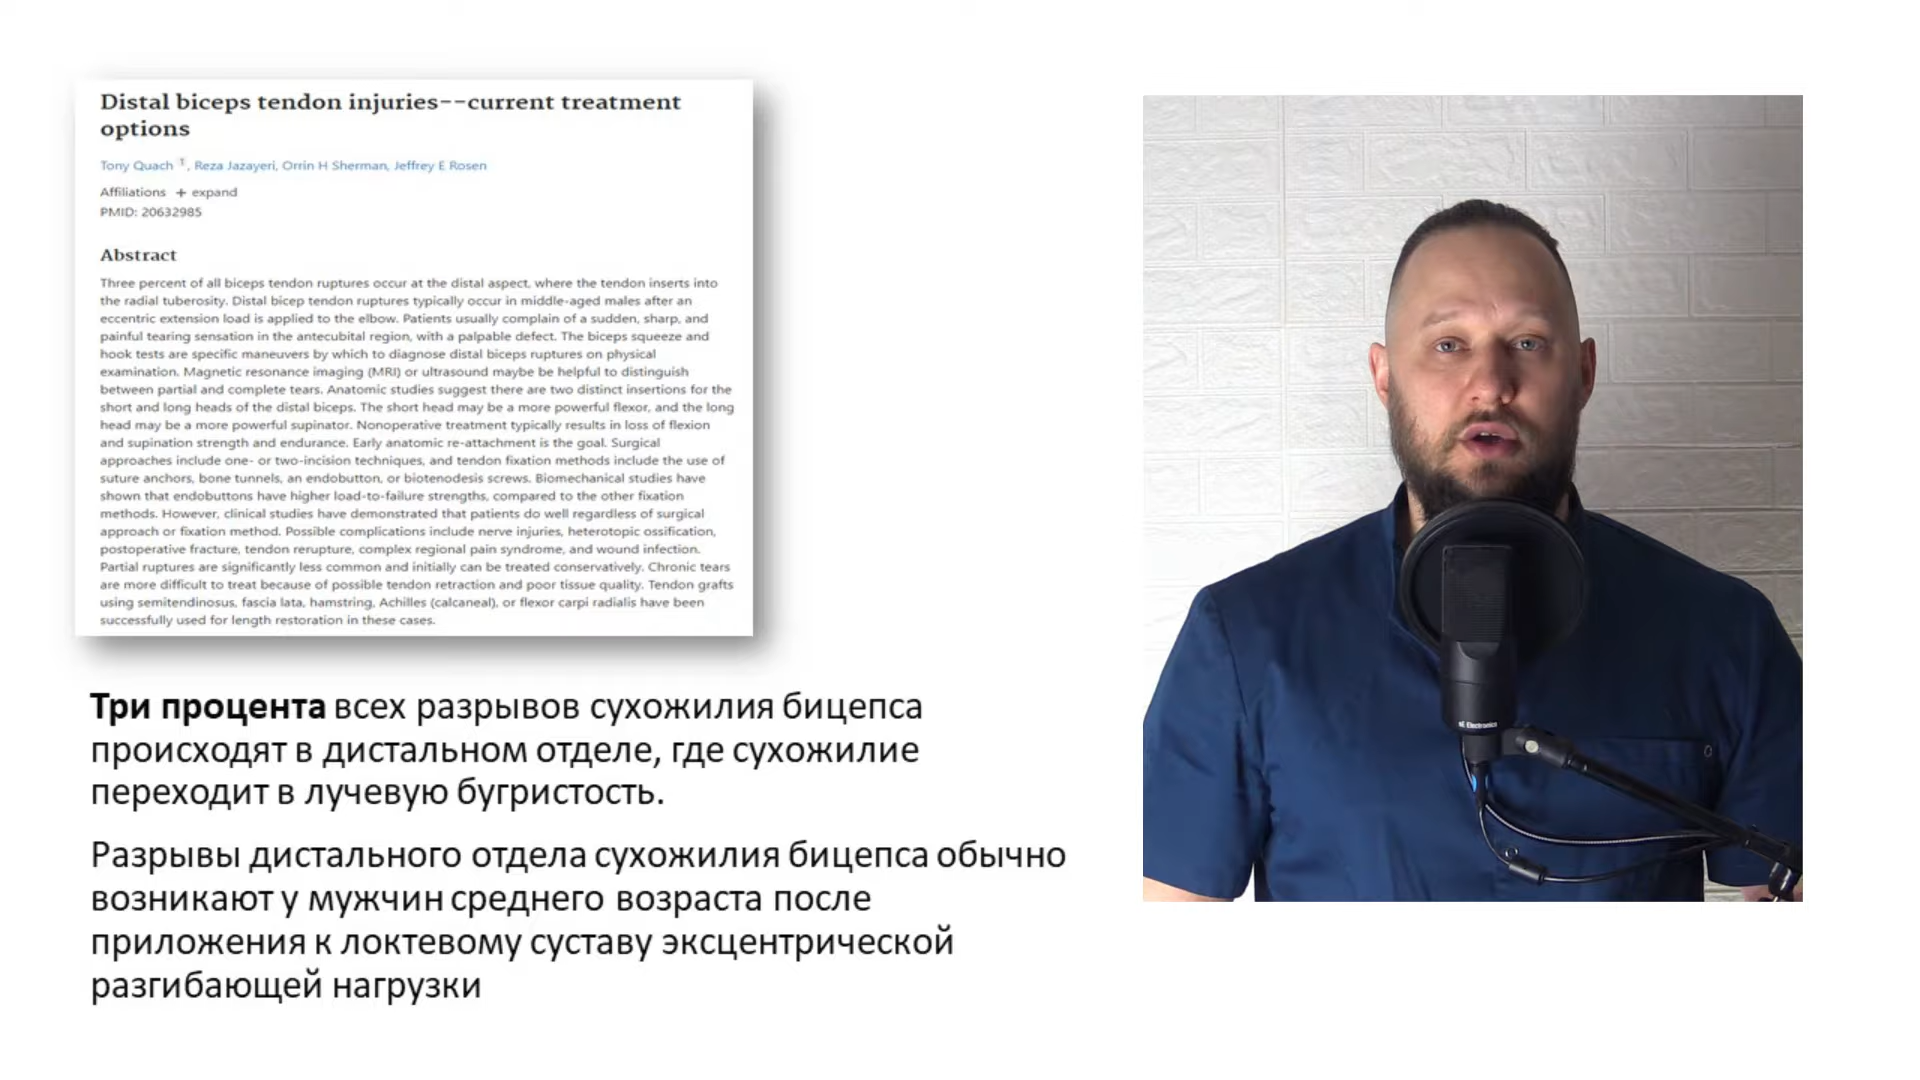 Distal biceps tendon injuries--current treatment
options
Tony Quach 1, Reza Jazayeri, Orrin H Sherman, Jeffrey E Rosen
Affiliations + expand
PMID: 20632985
Abstract
Three percent of all biceps tendon ruptures occur at the distal aspect, where the tendon inserts into
the radial tuberosity. Distal bicep tendon ruptures typically occur in middle-aged males after an
eccentric extension load is applied to the elbow. Patients usually complain of a sudden, sharp, and
painful tearing sensation in the antecubital region, with a palpable defect. The biceps squeeze and
hook tests are specific maneuvers by which to diagnose distal biceps ruptures on physical
examination. Magnetic resonance imaging (MRI) or ultrasound maybe be helpful to distinguish
between partial and complete tears. Anatomic studies suggest there are two distinct insertions for the
short and long heads of the distal biceps. The short head may be a more powerful flexor, and the long
head may be a more powerful supinator. Nonoperative treatment typically results in loss of flexion
and supination strength and endurance. Early anatomic re-attachment is the goal. Surgical
approaches include one- or two-incision techniques, and tendon fixation methods include the use of
suture anchors, bone tunnels, an endobutton, or biotenodesis screws. Biomechanical studies have
shown that endobuttons have higher load-to-failure strengths, compared to the other fixation
methods. However, clinical studies have demonstrated that patients do well regardless of surgical
approach or fixation method. Possible complications include nerve injuries, heterotopic ossification,
postoperative fracture, tendon rerupture, complex regional pain syndrome, and wound infection.
Partial ruptures are significantly less common and initially can be treated conservatively. Chronic tears
are more difficult to treat because of possible tendon retraction and poor tissue quality. Tendon grafts
using semitendinosus, fascia lata, hamstring, Achilles (calcaneal), or flexor carpi radialis have been
successfully used for length restoration in these cases.
Три процента всех разрывов сухожилия бицепса
происходят в дистальном отделе, где сухожилие
переходит в лучевую бугристость.
Разрывы дистального отдела сухожилия бицепса обычно
возникают у мужчин среднего возраста после
приложения к локтевому суставу эксцентрической
разгибающей нагрузки
sE Electronics